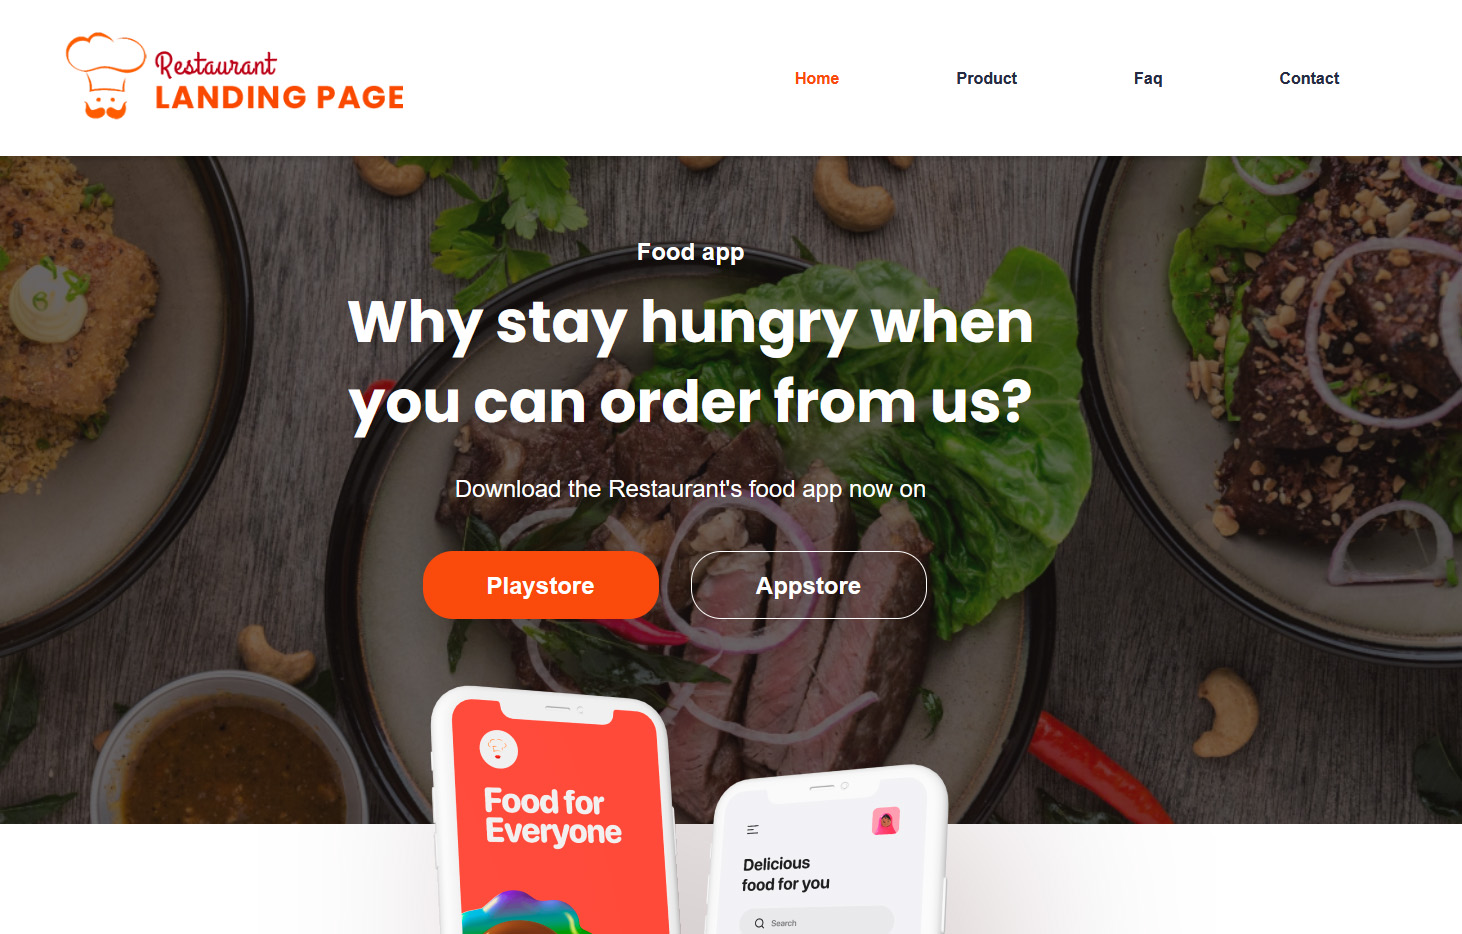 Restaurant
LANDING PAGE
Home
Product
Faq
Contact
Food app
Why stay hungry when
you can order from us?
Download the Restaurant's food app now on
Playstore
Appstore
Food for
Everyone
Delicious
food for you
Search